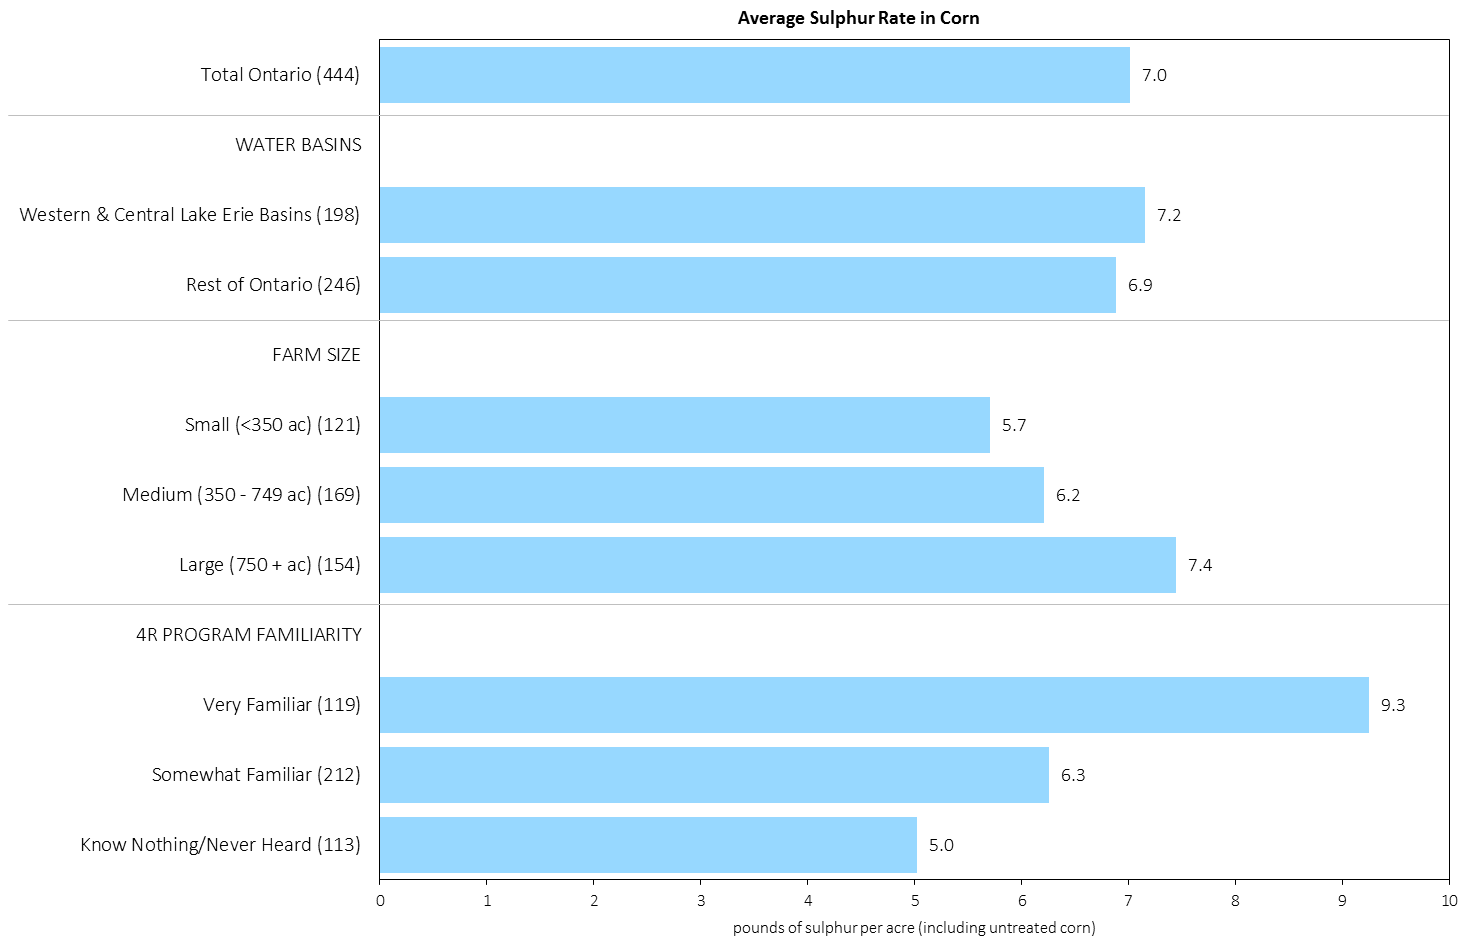 Average Sulphur Rate in Corn
Total Ontario (444) 7.0
WATER BASINS
Western & Central Lake Erie Basins (198) 7.2
Rest of Ontario (246) 6.9
FARM SIZE
Small (<350 ac) (121) 5.7
Medium (350 - 749 ac) (169) 6.2
Large (750 + ac) (154) 7.4
4R PROGRAM FAMILIARITY
Very Familiar (119) 9.3
Somewhat Familiar (212) 6.3
Know Nothing/Never Heard (113) 5.0
0 1 2 3 4 5 6 7 8 9 10
pounds of sulphur per acre (including untreated corn)